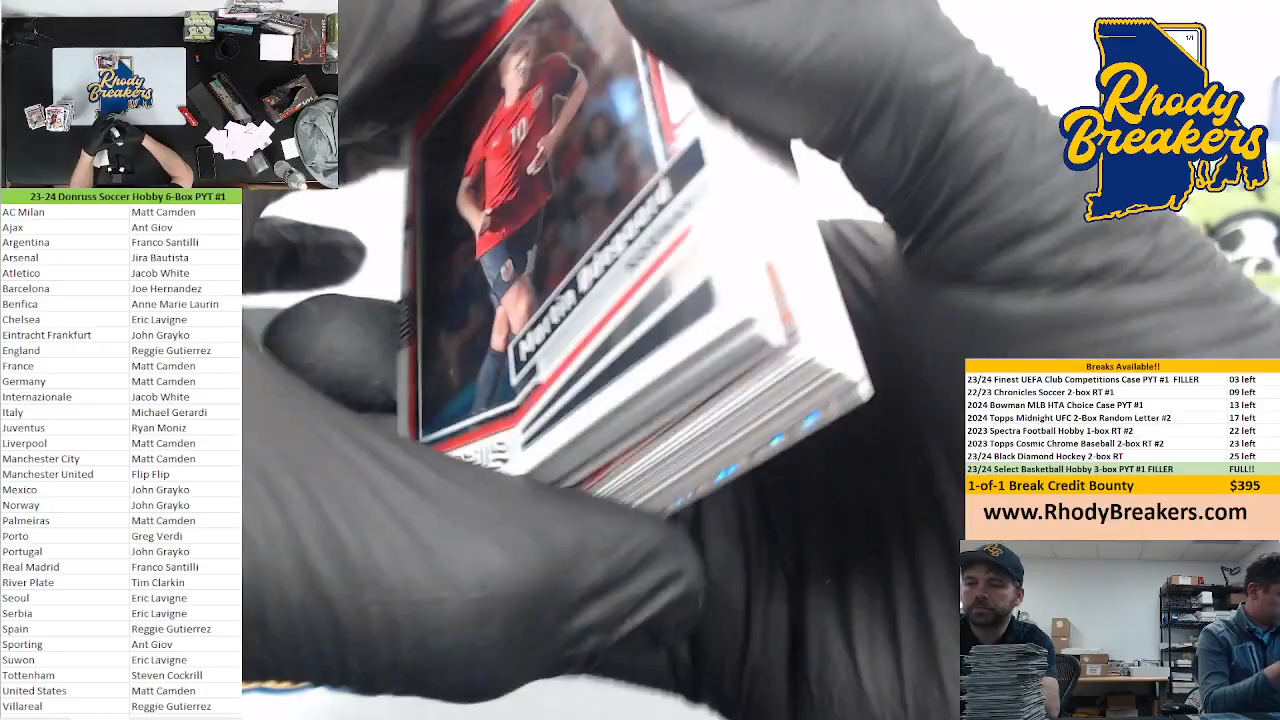 Rhody
Breakers
23-24 Donruss Soccer Hobby 6-Box PYT #1
AC Milan Matt Camden
Ajax Ant Giov
Argentina Franco Santilli
Arsenal Jira Bautista
Atletico Jacob White
Barcelona Joe Hernandez
Benfica Anne Marie Laurin
Chelsea Eric Lavigne
Eintracht Frankfurt John Grayko
England Reggie Gutierrez
France Matt Camden
Germany Matt Camden
Internazionale Jacob White
Italy Michael Gerardi
Juventus Ryan Moniz
Liverpool Matt Camden
Manchester City Matt Camden
Manchester United Flip Flip
Mexico John Grayko
Norway John Grayko
Palmeiras Matt Camden
Porto Greg Verdi
Portugal John Grayko
Real Madrid Franco Santilli
River Plate Tim Clarkin
Seoul Eric Lavigne
Serbia Eric Lavigne
Spain Reggie Gutierrez
Sporting Ant Giov
Suwon Eric Lavigne
Tottenham Steven Cockrill
United States Matt Camden
Villareal Reggie Gutierrez
10
Martin Ødegaard
1/1
Rhody
Breakers
Breaks Available!!
23/24 Finest UEFA Club Competitions Case PYT #1 FILLER 03 left
22/23 Chronicles Soccer 2-box RT #1 09 left
2024 Bowman MLB HTA Choice Case PYT #1 13 left
2024 Topps Midnight UFC 2-Box Random Letter #2 17 left
2023 Spectra Football Hobby 1-box RT #2 22 left
2023 Topps Cosmic Chrome Baseball 2-box RT #2 23 left
23/24 Black Diamond Hockey 2-box RT 25 left
23/24 Select Basketball Hobby 3-box PYT #1 FILLER FULL!!
1-of-1 Break Credit Bounty $395
www.RhodyBreakers.com